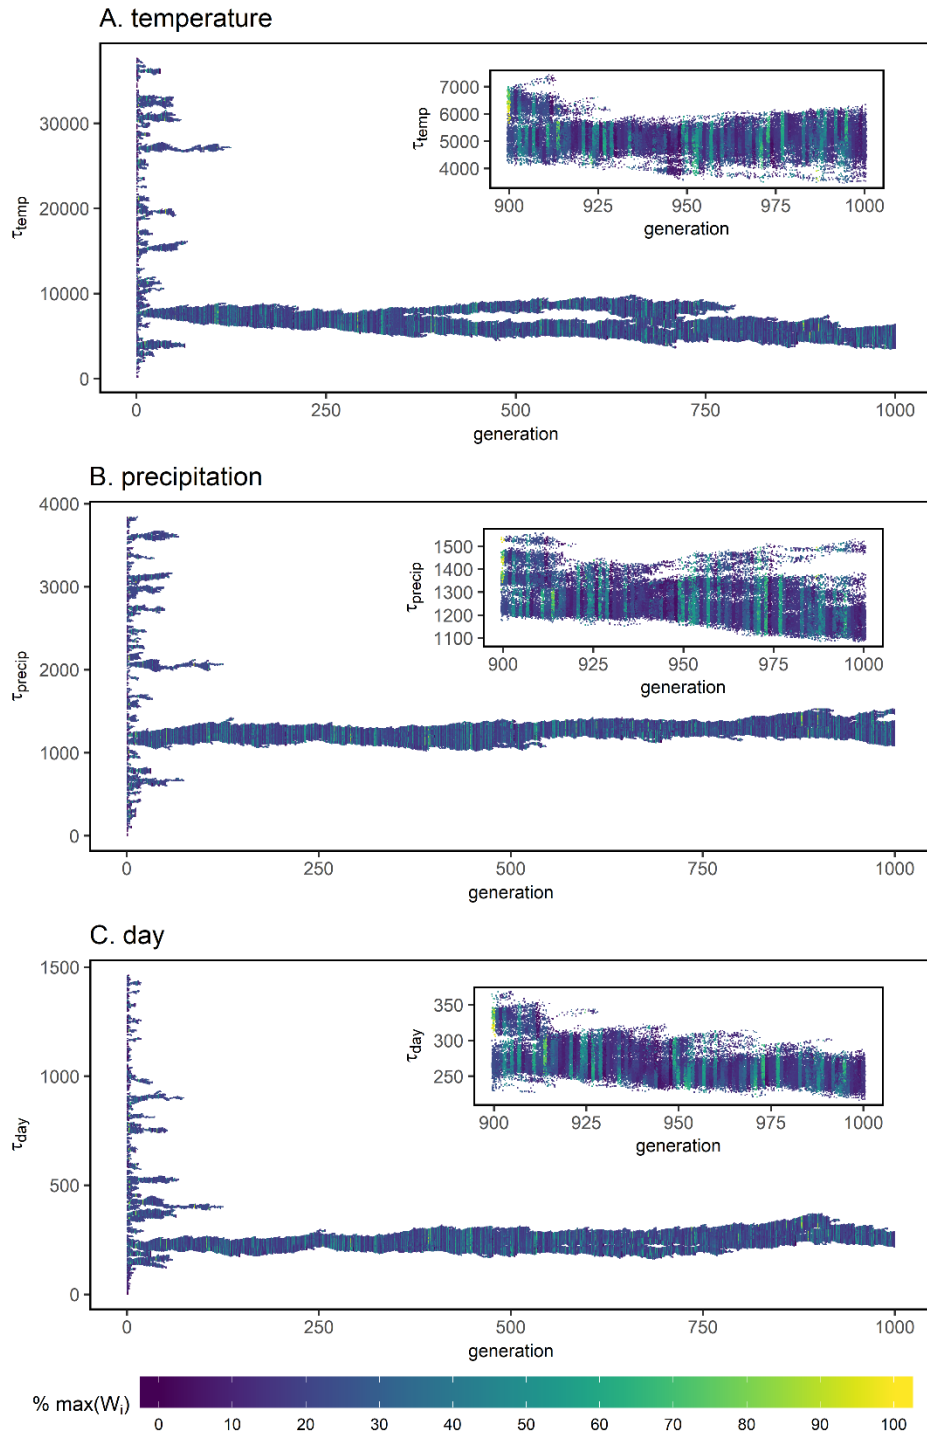 A. temperature
τtemp
30000
20000
10000
0
0 250 500 750 1000
generation
τtemp
7000
6000
5000
4000
900 925 950 975 1000
generation
B. precipitation
τprecip
4000
3000
2000
1000
0
0 250 500 750 1000
generation
τprecip
1500
1400
1300
1200
1100
900 925 950 975 1000
generation
C. day
τday
1500
1000
500
0
0 250 500 750 1000
generation
τday
350
300
250
900 925 950 975 1000
generation
% max(Wi)
0 10 20 30 40 50 60 70 80 90 100